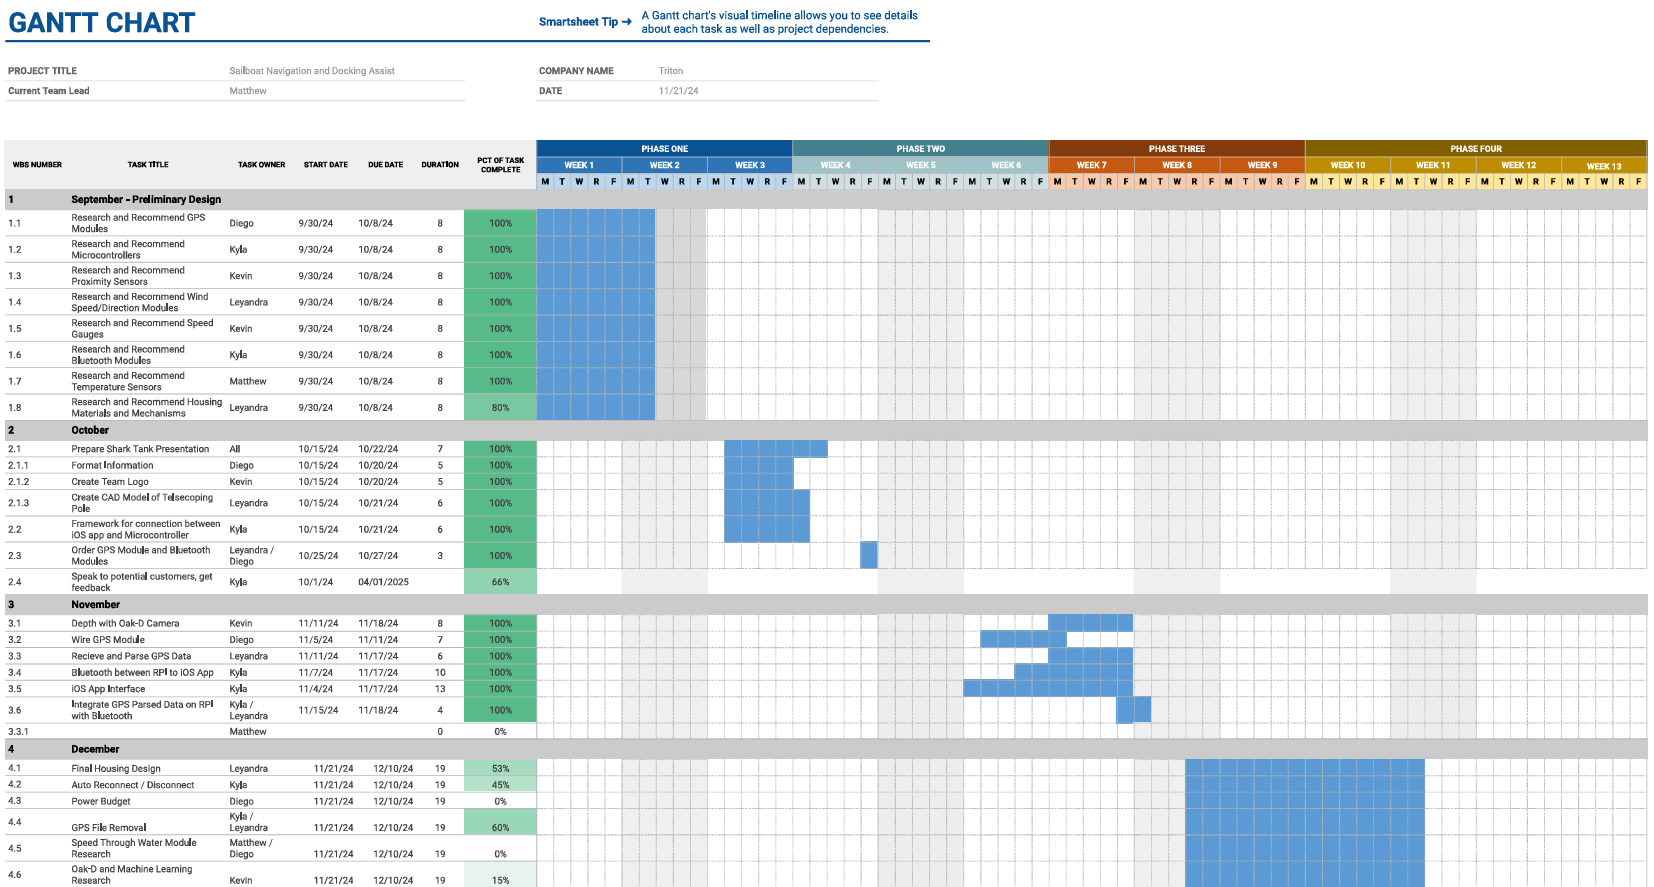 GANTT CHART
Smartsheet Tip ➔ A Gantt chart's visual timeline allows you to see details
about each task as well as project dependencies.
PROJECT TITLE Sailboat Navigation and Docking Assist COMPANY NAME Triton
Current Team Lead Matthew DATE 11/21/24
PHASE ONE PHASE TWO PHASE THREE PHASE FOUR
WBS NUMBER TASK TITLE TASK OWNER START DATE DUE DATE DURATION PCT OF TASK COMPLETE
WEEK 1 WEEK 2 WEEK 3 WEEK 4 WEEK 5 WEEK 6 WEEK 7 WEEK 8 WEEK 9 WEEK 10 WEEK 11 WEEK 12 WEEK 13
M T W R F M T W R F M T W R F M T W R F M T W R F M T W R F M T W R F M T W R F M T W R F M T W R F M T W R F M T W R F M T W R F
1 September - Preliminary Design
1.1 Research and Recommend GPS Modules Diego 9/30/24 10/8/24 8 100%
1.2 Research and Recommend Microcontrollers Kyla 9/30/24 10/8/24 8 100%
1.3 Research and Recommend Proximity Sensors Kevin 9/30/24 10/8/24 8 100%
1.4 Research and Recommend Wind Speed/Direction Modules Leyandra 9/30/24 10/8/24 8 100%
1.5 Research and Recommend Speed Gauges Kevin 9/30/24 10/8/24 8 100%
1.6 Research and Recommend Bluetooth Modules Kyla 9/30/24 10/8/24 8 100%
1.7 Research and Recommend Temperature Sensors Matthew 9/30/24 10/8/24 8 100%
1.8 Research and Recommend Housing Materials and Mechanisms Leyandra 9/30/24 10/8/24 8 80%
2 October
2.1 Prepare Shark Tank Presentation All 10/15/24 10/22/24 7 100%
2.1.1 Format Information Diego 10/15/24 10/20/24 5 100%
2.1.2 Create Team Logo Kevin 10/15/24 10/20/24 5 100%
2.1.3 Create CAD Model of Telsecoping Pole Leyandra 10/15/24 10/21/24 6 100%
2.2 Framework for connection between iOS app and Microcontroller Kyla 10/15/24 10/21/24 6 100%
2.3 Order GPS Module and Bluetooth Modules Leyandra / Diego 10/25/24 10/27/24 3 100%
2.4 Speak to potential customers, get feedback Kyla 10/1/24 04/01/2025 66%
3 November
3.1 Depth with Oak-D Camera Kevin 11/11/24 11/18/24 8 100%
3.2 Wire GPS Module Diego 11/5/24 11/11/24 7 100%
3.3 Recieve and Parse GPS Data Leyandra 11/11/24 11/17/24 6 100%
3.4 Bluetooth between RPI to iOS App Kyla 11/7/24 11/17/24 10 100%
3.5 iOS App Interface Kyla 11/4/24 11/17/24 13 100%
3.6 Integrate GPS Parsed Data on RPI with Bluetooth Kyla / Leyandra 11/15/24 11/18/24 4 100%
3.3.1 Matthew 0 0%
4 December
4.1 Final Housing Design Leyandra 11/21/24 12/10/24 19 53%
4.2 Auto Reconnect / Disconnect Kyla 11/21/24 12/10/24 19 45%
4.3 Power Budget Diego 11/21/24 12/10/24 19 0%
4.4 GPS File Removal Kyla / Leyandra 11/21/24 12/10/24 19 60%
4.5 Speed Through Water Module Research Matthew / Diego 11/21/24 12/10/24 19 0%
4.6 Oak-D and Machine Learning Research Kevin 11/21/24 12/10/24 19 15%